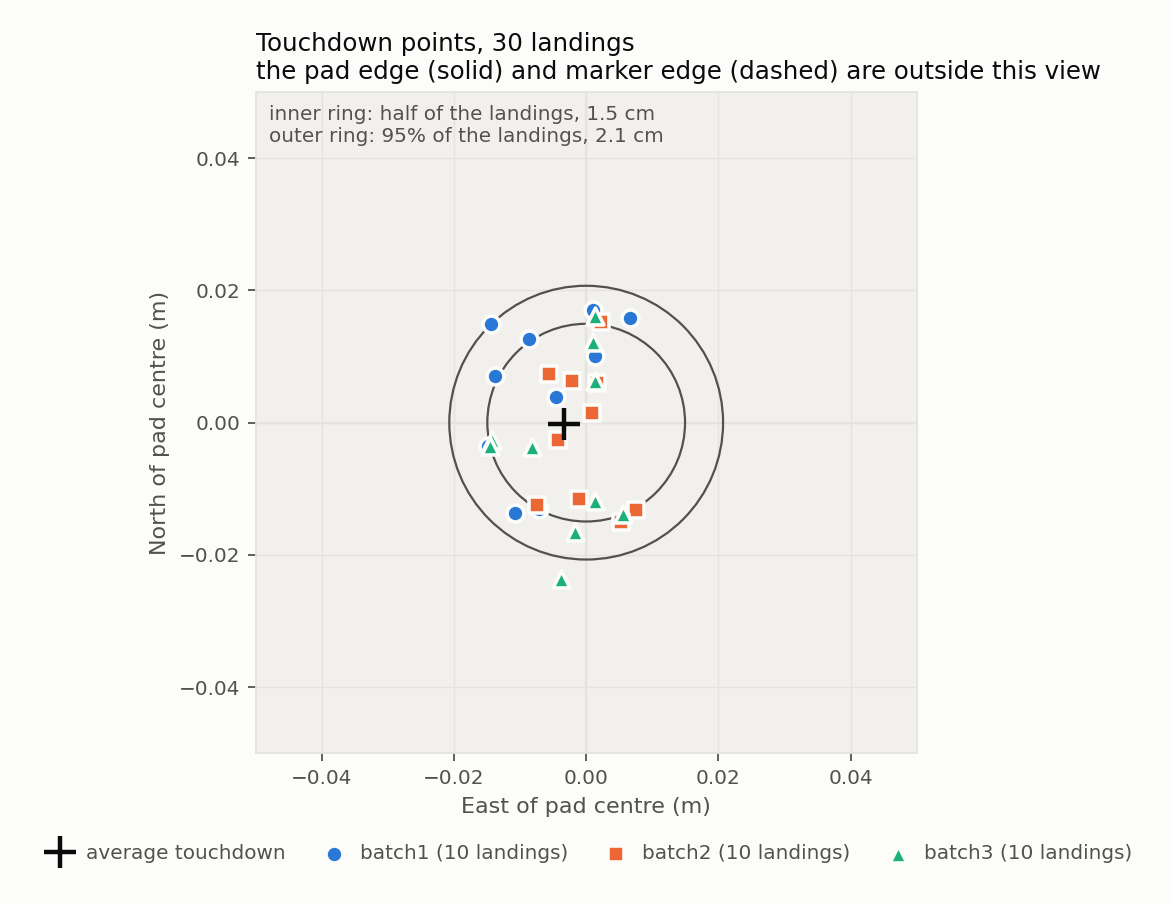 Touchdown points, 30 landings
the pad edge (solid) and marker edge (dashed) are outside this view
inner ring: half of the landings, 1.5 cm
outer ring: 95% of the landings, 2.1 cm
0.04
0.02
0.00
−0.02
−0.04
North of pad centre (m)
−0.04
−0.02
0.00
0.02
0.04
East of pad centre (m)
average touchdown
batch1 (10 landings)
batch2 (10 landings)
batch3 (10 landings)